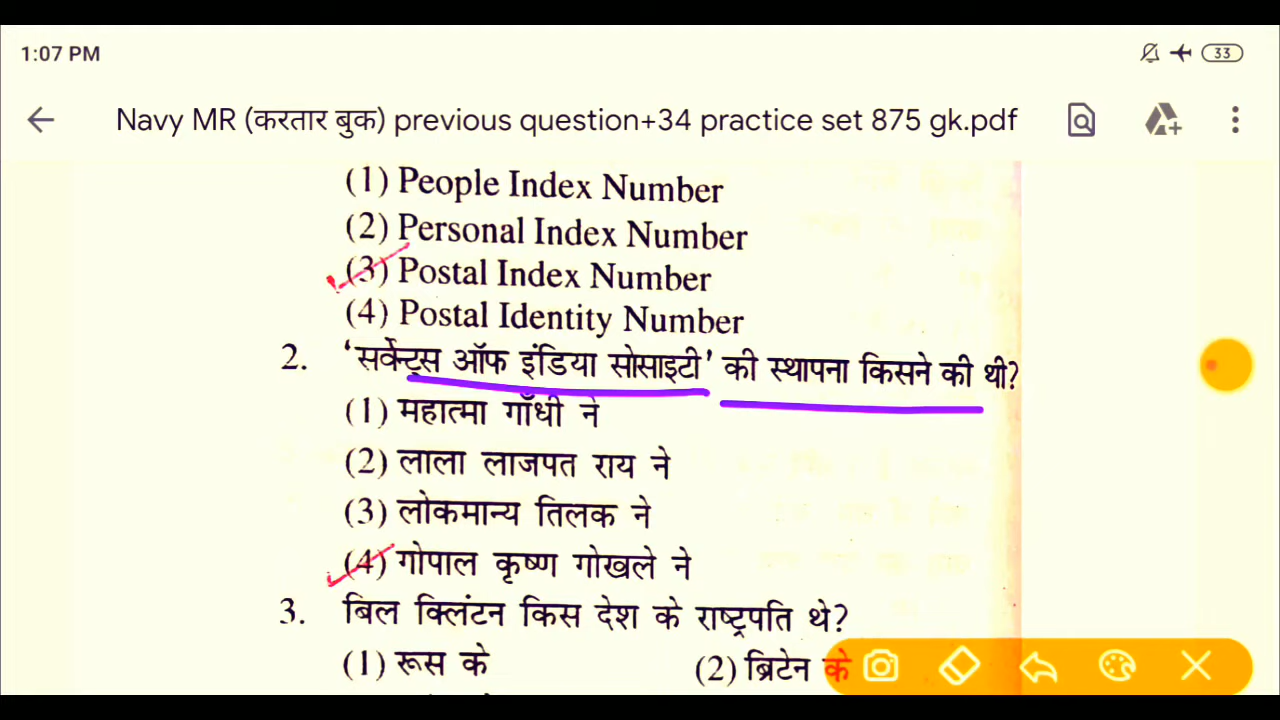 1:07 PM
33
Navy MR (करतार बुक) previous question+34 practice set 875 gk.pdf
(1) People Index Number
(2) Personal Index Number
(3) Postal Index Number
(4) Postal Identity Number
2. 'सर्वेन्ट्स ऑफ इंडिया सोसाइटी' की स्थापना किसने की थी?
(1) महात्मा गाँधी ने
(2) लाला लाजपत राय ने
(3) लोकमान्य तिलक ने
(4) गोपाल कृष्ण गोखले ने
3. बिल क्लिंटन किस देश के राष्ट्रपति थे?
(1) रूस के (2) ब्रिटेन के